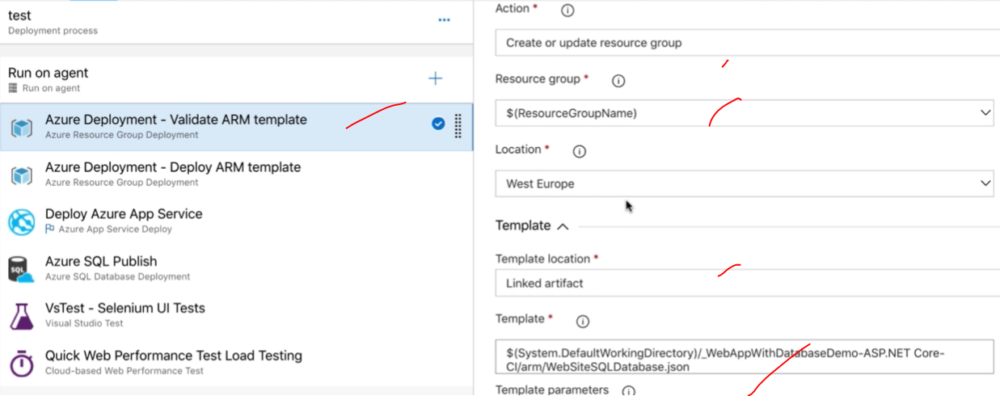 test
Deployment process
Run on agent
Run on agent
Azure Deployment - Validate ARM template
Azure Resource Group Deployment
Azure Deployment - Deploy ARM template
Azure Resource Group Deployment
Deploy Azure App Service
Azure App Service Deploy
Azure SQL Publish
SQL
Azure SQL Database Deployment
VsTest - Selenium UI Tests
Visual Studio Test
Quick Web Performance Test Load Testing
Cloud-based Web Performance Test
Action *
Create or update resource group
Resource group *
$(ResourceGroupName)
Location *
West Europe
Template
Template location *
Linked artifact
Template *
$(System.DefaultWorkingDirectory)/_WebAppWithDatabaseDemo-ASP.NET Core-
CI/arm/WebSiteSQLDatabase.json
Template parameters